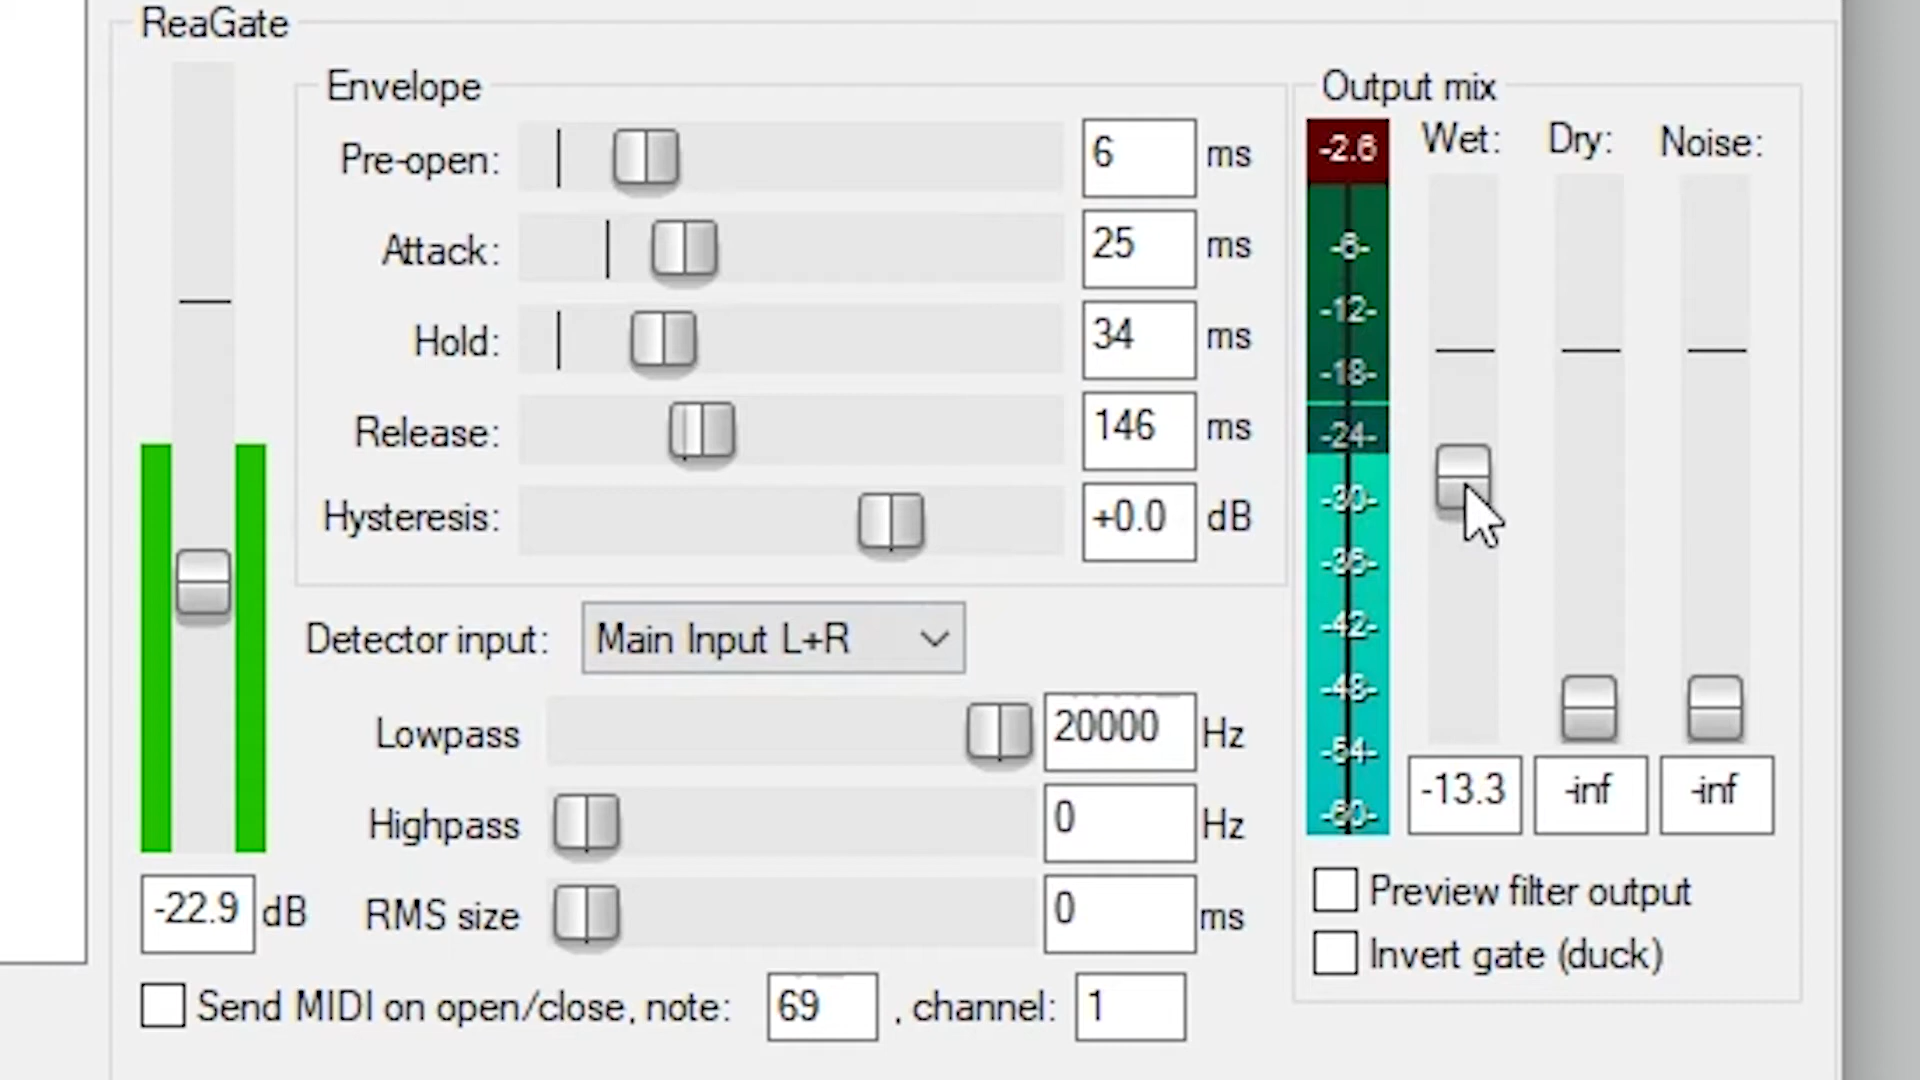 ReaGate
Envelope
Pre-open: 6 ms
Attack: 25 ms
Hold: 34 ms
Release: 146 ms
Hysteresis: +0.0 dB
Detector input: Main Input L+R
Lowpass 20000 Hz
Highpass 0 Hz
RMS size 0 ms
-22.9 dB
Send MIDI on open/close, note: 69 , channel: 1
Output mix
Wet: Dry: Noise:
-2.6
-6-
-12-
-18-
-24-
-30-
-36-
-42-
-48-
-54-
-60-
-13.3 -inf -inf
Preview filter output
Invert gate (duck)